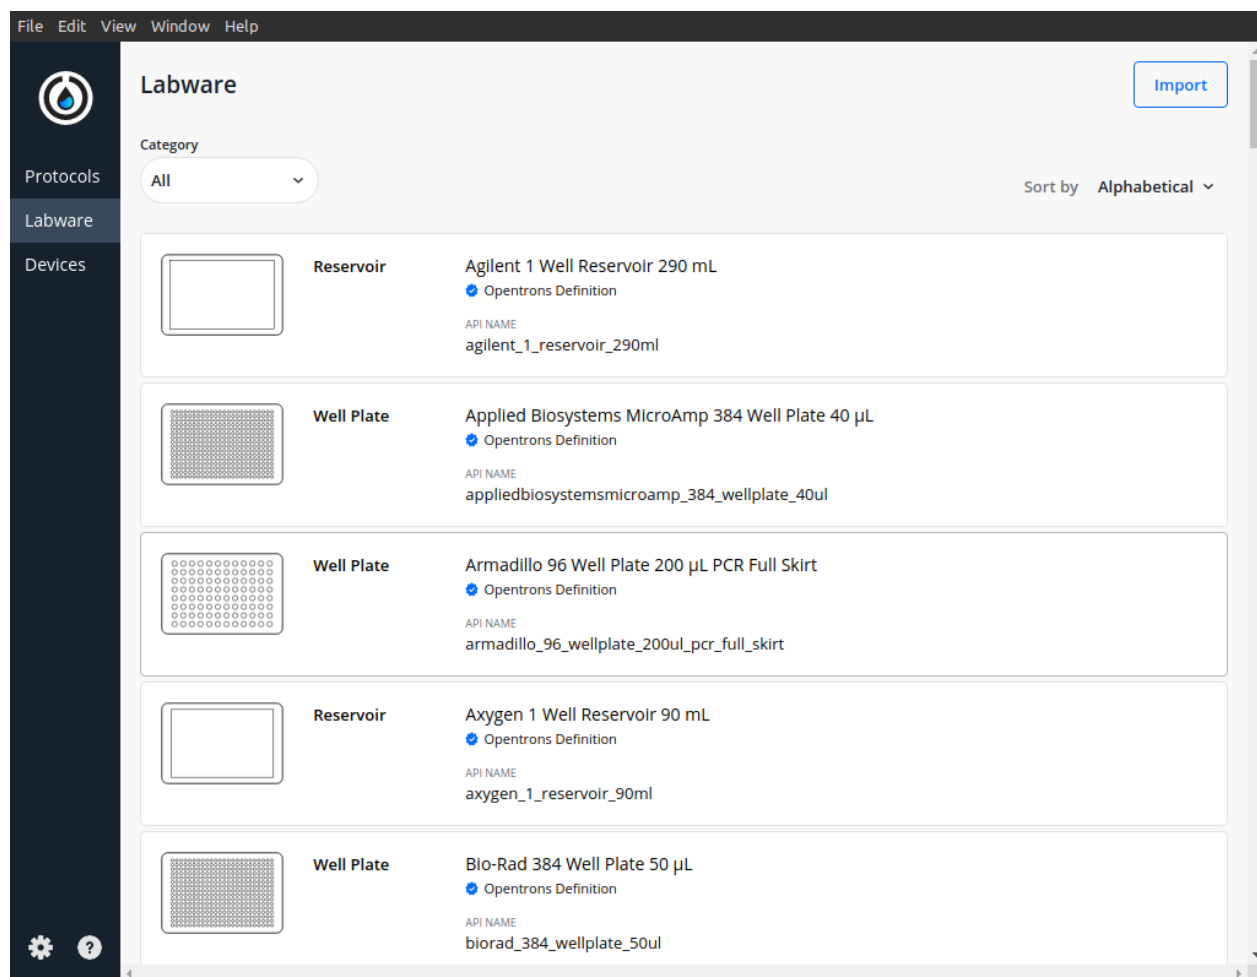 File Edit View Window Help
Labware
Import
Category
All
Sort by Alphabetical
Protocols
Labware
Devices
Reservoir
Agilent 1 Well Reservoir 290 mL
Opentrons Definition
API NAME
agilent_1_reservoir_290ml
Well Plate
Applied Biosystems MicroAmp 384 Well Plate 40 μL
Opentrons Definition
API NAME
appliedbiosystemsmicroamp_384_wellplate_40ul
Well Plate
Armadillo 96 Well Plate 200 μL PCR Full Skirt
Opentrons Definition
API NAME
armadillo_96_wellplate_200ul_pcr_full_skirt
Reservoir
Axygen 1 Well Reservoir 90 mL
Opentrons Definition
API NAME
axygen_1_reservoir_90ml
Well Plate
Bio-Rad 384 Well Plate 50 μL
Opentrons Definition
API NAME
biorad_384_wellplate_50ul
?